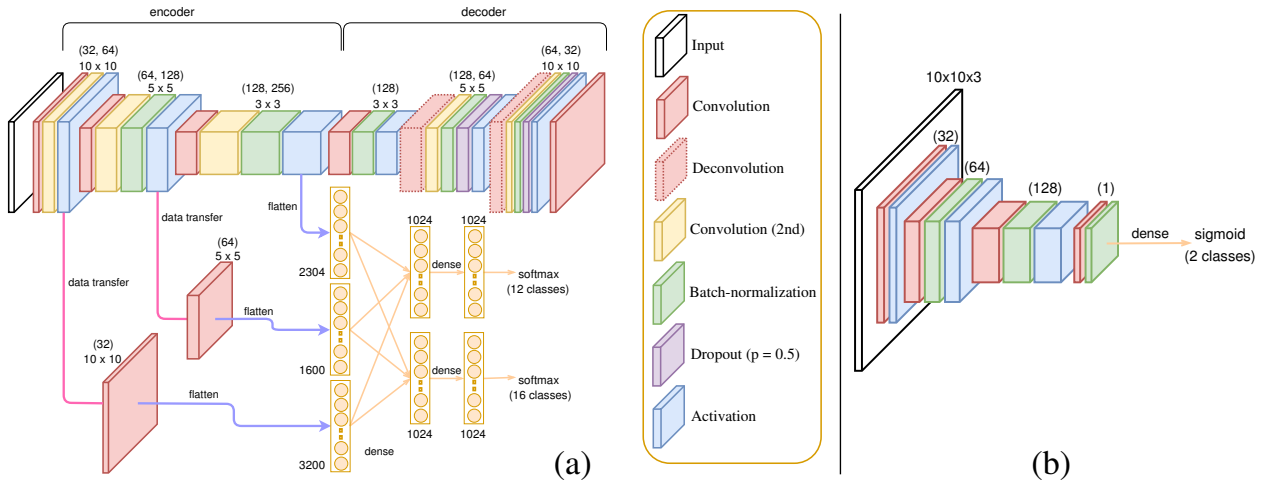 encoder
decoder
(32, 64)
10 x 10
(64, 128)
5 x 5
(128, 256)
3 x 3
(128)
3 x 3
(128, 64)
5 x 5
(64, 32)
10 x 10
data transfer
flatten
(64)
5 x 5
data transfer
flatten
(32)
10 x 10
flatten
2304
1600
3200
1024
1024
dense
softmax
(12 classes)
dense
softmax
(16 classes)
1024
1024
dense
(a)
Input
Convolution
Deconvolution
Convolution (2nd)
Batch-normalization
Dropout (p = 0.5)
Activation
10x10x3
(32)
(64)
(128)
(1)
dense
sigmoid
(2 classes)
(b)